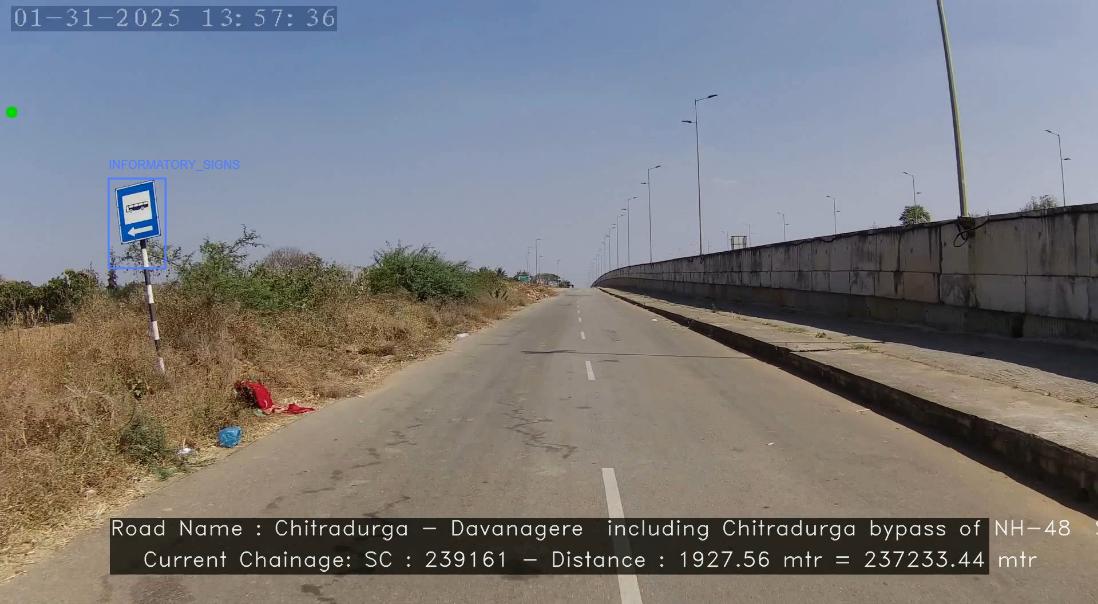 01-31-2025 13:57:36
INFORMATORY_SIGNS
Road Name : Chitradurga - Davanagere including Chitradurga bypass of NH-48
Current Chainage: SC : 239161 - Distance : 1927.56 mtr = 237233.44 mtr